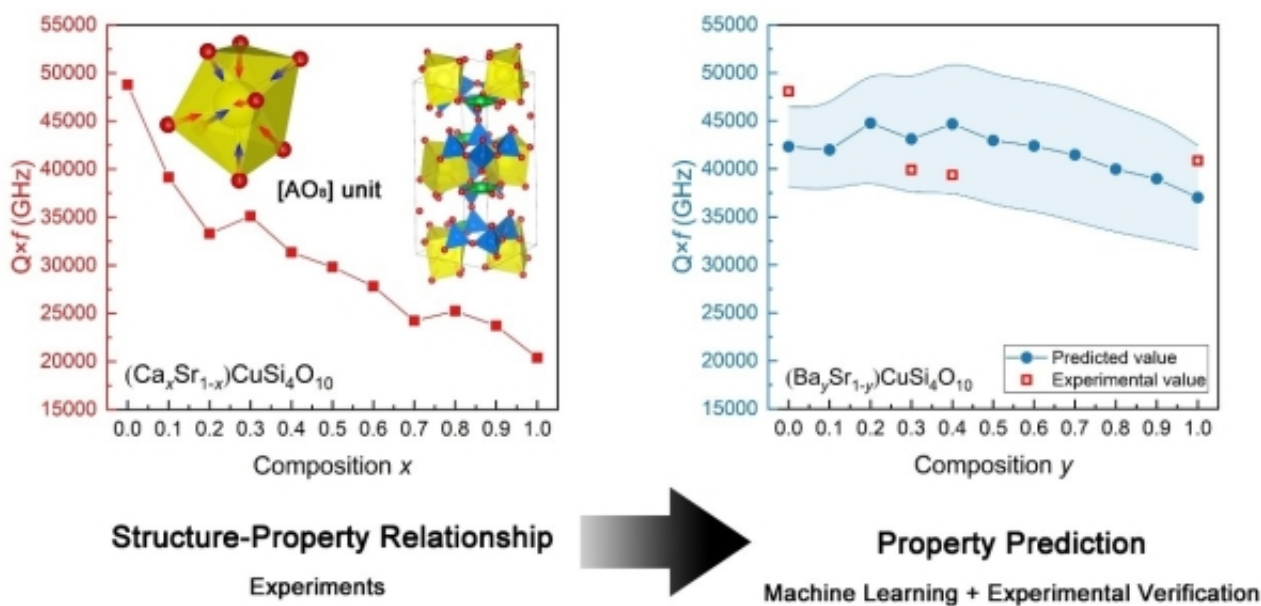 55000
50000
45000
40000
35000
30000
25000
20000
15000
Q×f (GHz)
[AO₈] unit
(CaₓSr₁₋ₓ)CuSi₄O₁₀
0.0 0.1 0.2 0.3 0.4 0.5 0.6 0.7 0.8 0.9 1.0
Composition x
55000
50000
45000
40000
35000
30000
25000
20000
15000
Q×f (GHz)
Predicted value
Experimental value
(Ba_ySr_{1-y})CuSi₄O₁₀
0.0 0.1 0.2 0.3 0.4 0.5 0.6 0.7 0.8 0.9 1.0
Composition y
Structure-Property Relationship
Experiments
Property Prediction
Machine Learning + Experimental Verification